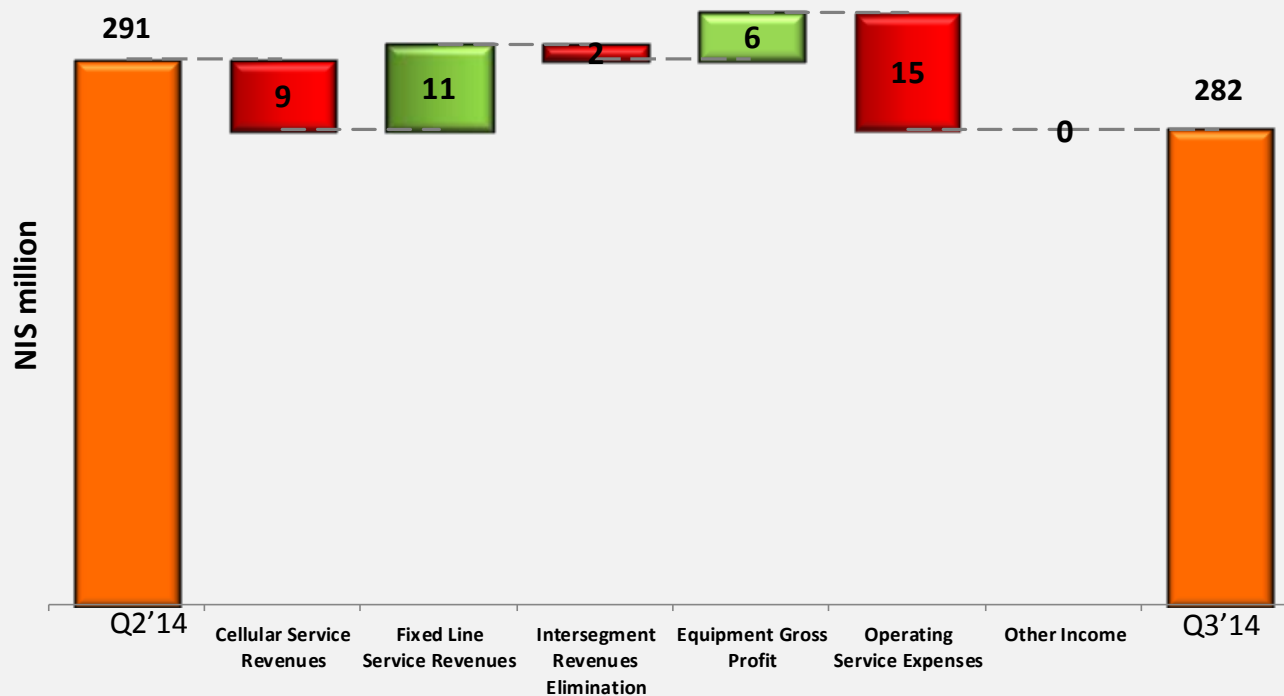 291
9
11
2
6
15
0
282
NIS million
Q2’14
Cellular Service
Revenues
Fixed Line
Service Revenues
Intersegment
Revenues
Elimination
Equipment Gross
Profit
Operating
Service Expenses
Other Income
Q3’14